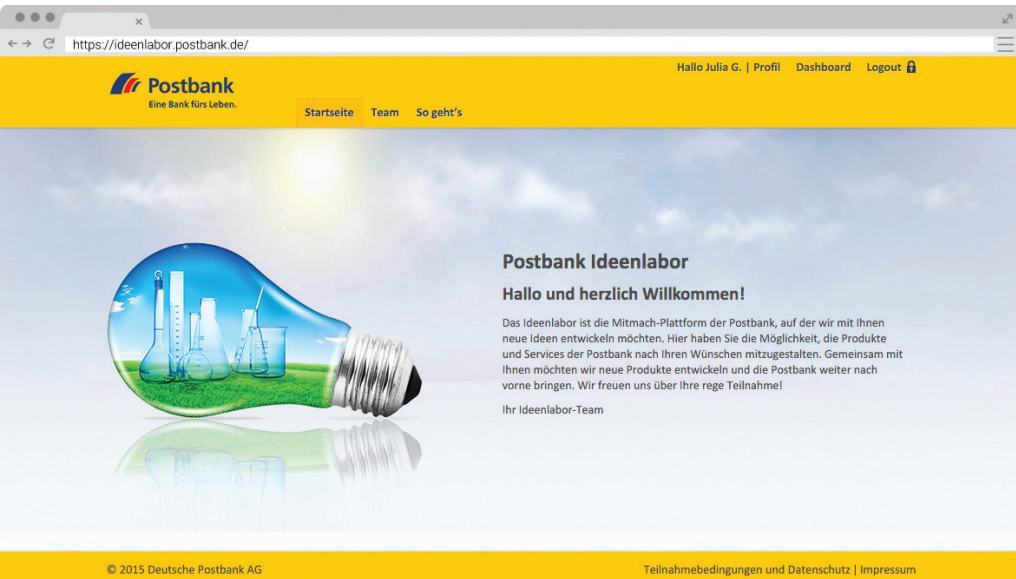 https://ideenlabor.postbank.de/
Hallo Julia G. | Profil Dashboard Logout
Postbank
Eine Bank fürs Leben.
Startseite Team So geht's
Postbank Ideenlabor
Hallo und herzlich Willkommen!
Das Ideenlabor ist die Mitmach-Plattform der Postbank, auf der wir mit Ihnen
neue Ideen entwickeln möchten. Hier haben Sie die Möglichkeit, die Produkte
und Services der Postbank nach Ihren Wünschen mitzugestalten. Gemeinsam mit
Ihnen möchten wir neue Produkte entwickeln und die Postbank weiter nach
vorne bringen. Wir freuen uns über Ihre rege Teilnahme!
Ihr Ideenlabor-Team
© 2015 Deutsche Postbank AG
Teilnahmebedingungen und Datenschutz | Impressum